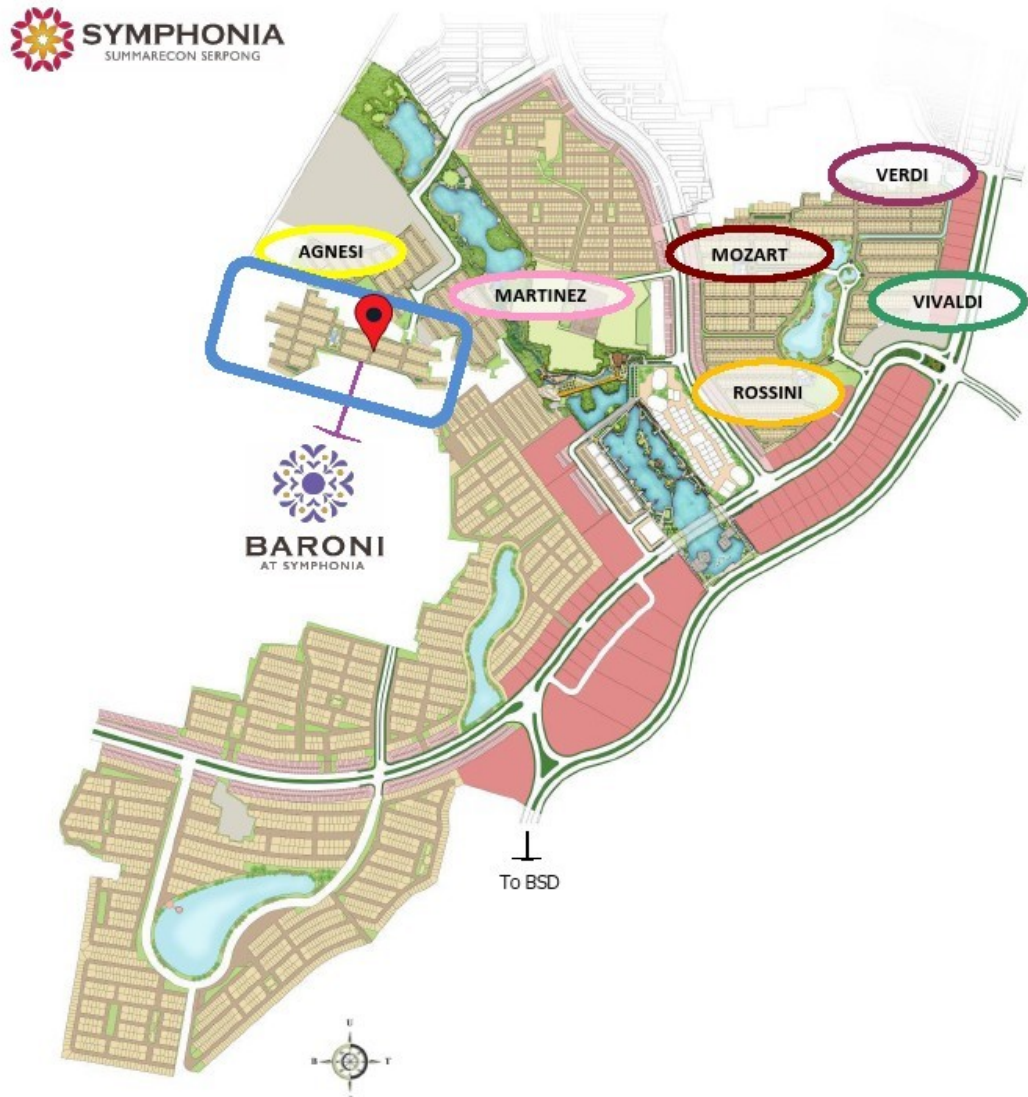 SYMPHONIA
SUMMARECON SERPONG
VERDI
AGNESI
MOZART
MARTINEZ
VIVALDI
ROSSINI
BARONI
AT SYMPHONIA
To BSD
U
B
T